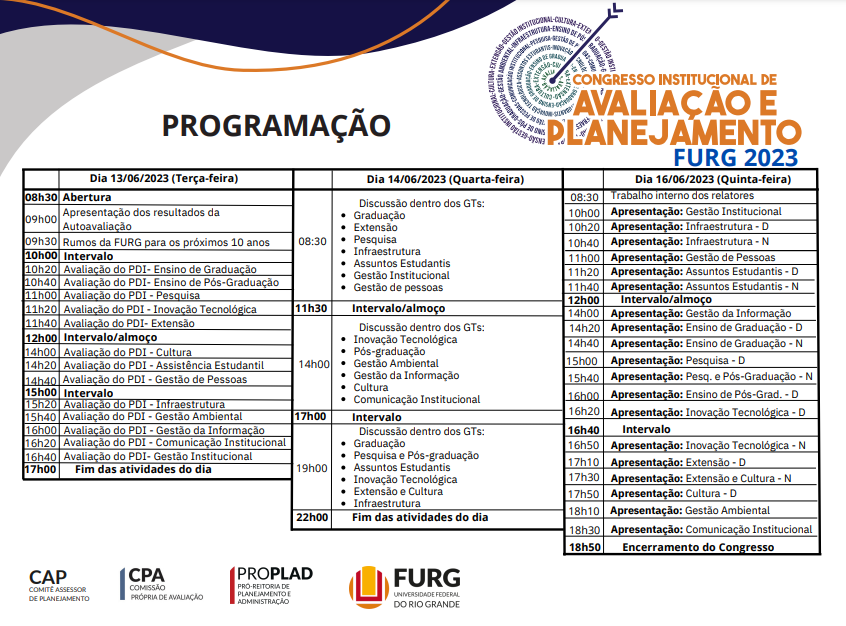 CONGRESSO INSTITUCIONAL DE
AVALIAÇÃO E
PLANEJAMENTO
FURG 2023
PROGRAMAÇÃO
Dia 13/06/2023 (Terça-feira)
08h30 Abertura
09h00 Apresentação dos resultados da
Autoavaliação
09h30 Rumos da FURG para os próximos 10 anos
10h00 Intervalo
10h20 Avaliação do PDI- Ensino de Graduação
10h40 Avaliação do PDI- Ensino de Pós-Graduação
11h00 Avaliação do PDI - Pesquisa
11h20 Avaliação do PDI - Inovação Tecnológica
11h40 Avaliação do PDI- Extensão
12h00 Intervalo/almoço
14h00 Avaliação do PDI - Cultura
14h20 Avaliação do PDI - Assistência Estudantil
14h40 Avaliação do PDI - Gestão de Pessoas
15h00 Intervalo
15h20 Avaliação do PDI - Infraestrutura
15h40 Avaliação do PDI - Gestão Ambiental
16h00 Avaliação do PDI - Gestão da Informação
16h20 Avaliação do PDI - Comunicação Institucional
16h40 Avaliação do PDI- Gestão Institucional
17h00 Fim das atividades do dia
Dia 14/06/2023 (Quarta-feira)
08:30
Discussão dentro dos GTs:
• Graduação
• Extensão
• Pesquisa
• Infraestrutura
• Assuntos Estudantis
• Gestão Institucional
• Gestão de pessoas
11h30 Intervalo/almoço
14h00
Discussão dentro dos GTs:
• Inovação Tecnológica
• Pós-graduação
• Gestão Ambiental
• Gestão da Informação
• Cultura
• Comunicação Institucional
17h00 Intervalo
19h00
Discussão dentro dos GTs:
• Graduação
• Pesquisa e Pós-graduação
• Assuntos Estudantis
• Inovação Tecnológica
• Extensão e Cultura
• Infraestrutura
22h00 Fim das atividades do dia
Dia 16/06/2023 (Quinta-feira)
08:30 Trabalho interno dos relatores
10h00 Apresentação: Gestão Institucional
10h20 Apresentação: Infraestrutura - D
10h40 Apresentação: Infraestrutura - N
11h00 Apresentação: Gestão de Pessoas
11h20 Apresentação: Assuntos Estudantis - D
11h40 Apresentação: Assuntos Estudantis - N
12h00 Intervalo/almoço
14h00 Apresentação: Gestão da Informação
14h20 Apresentação: Ensino de Graduação - D
14h40 Apresentação: Ensino de Graduação - N
15h00 Apresentação: Pesquisa - D
15h40 Apresentação: Pesq. e Pós-Graduação - N
16h00 Apresentação: Ensino de Pós-Grad. - D
16h20 Apresentação: Inovação Tecnológica - D
16h40 Intervalo
16h50 Apresentação: Inovação Tecnológica - N
17h10 Apresentação: Extensão - D
17h30 Apresentação: Extensão e Cultura - N
17h50 Apresentação: Cultura - D
18h10 Apresentação: Gestão Ambiental
18h30 Apresentação: Comunicação Institucional
18h50 Encerramento do Congresso
CAP
COMITÊ ASSESSOR
DE PLANEJAMENTO
CPA
COMISSÃO
PRÓPRIA DE AVALIAÇÃO
PROPLAD
PRÓ-REITORIA DE
PLANEJAMENTO E
ADMINISTRAÇÃO
FURG
UNIVERSIDADE FEDERAL
DO RIO GRANDE